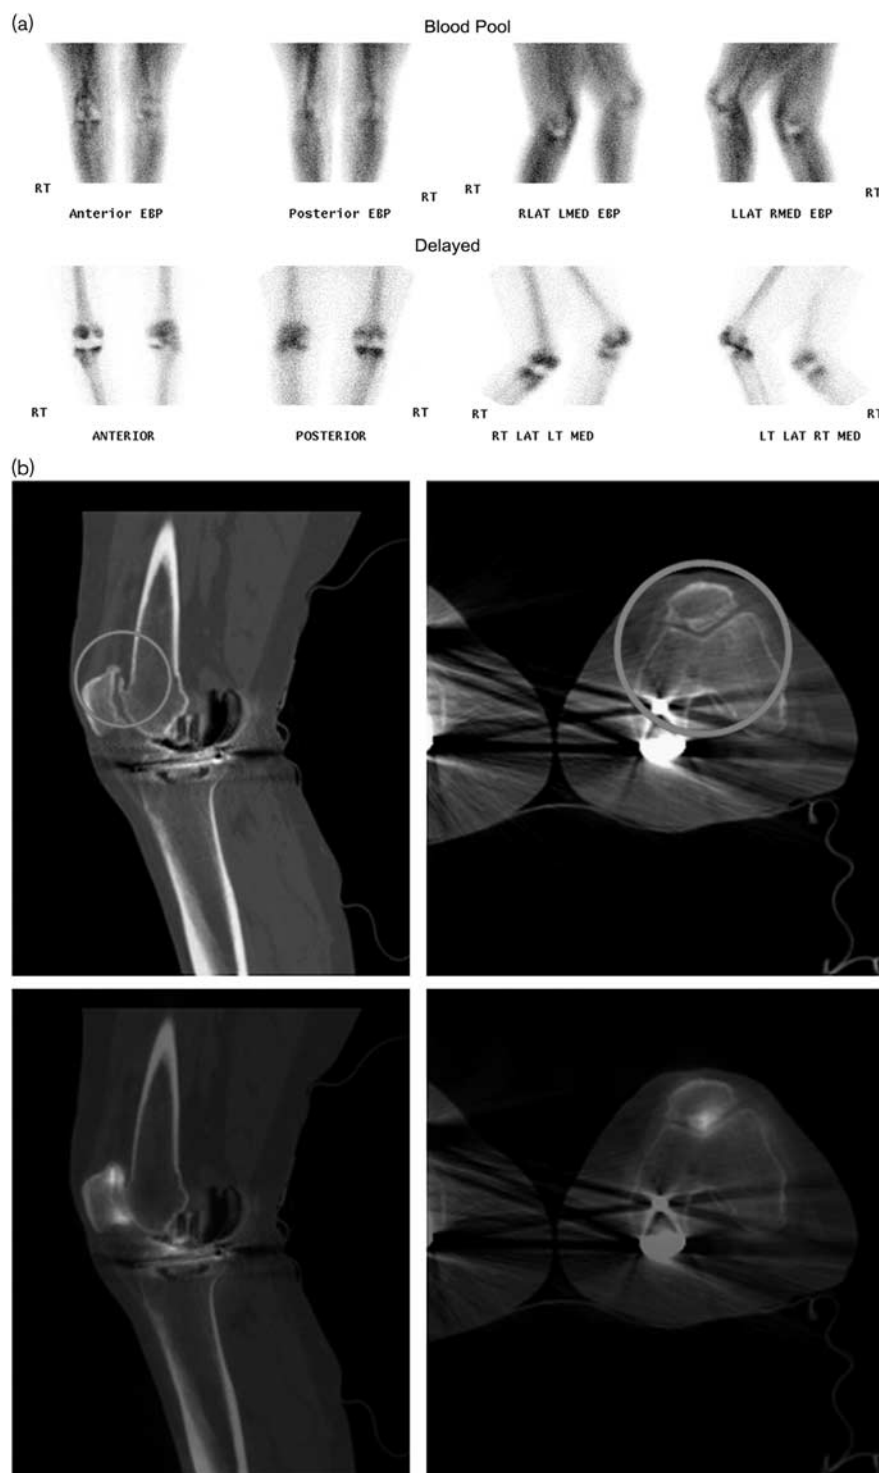 (a)
Blood Pool
RT
Anterior EBP
Posterior EBP
RT
RT
RLAT LMED EBP
LLAT RMED EBP
RT
Delayed
RT
ANTERIOR
POSTERIOR
RT
RT
RT LAT LT MED
LT LAT RT MED
RT
(b)